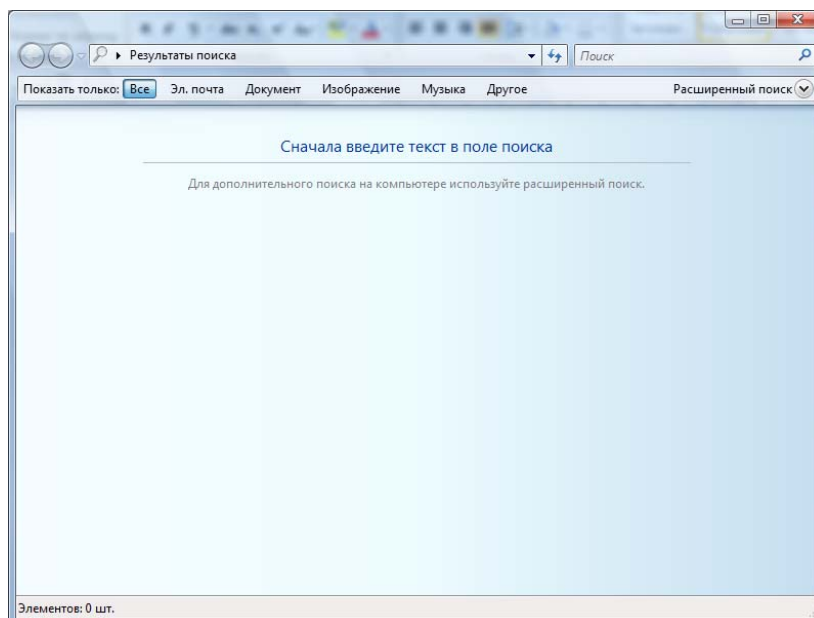 Результаты поиска
Поиск
Показать только: Все Эл. почта Документ Изображение Музыка Другое Расширенный поиск
Сначала введите текст в поле поиска
Для дополнительного поиска на компьютере используйте расширенный поиск.
Элементов: 0 шт.